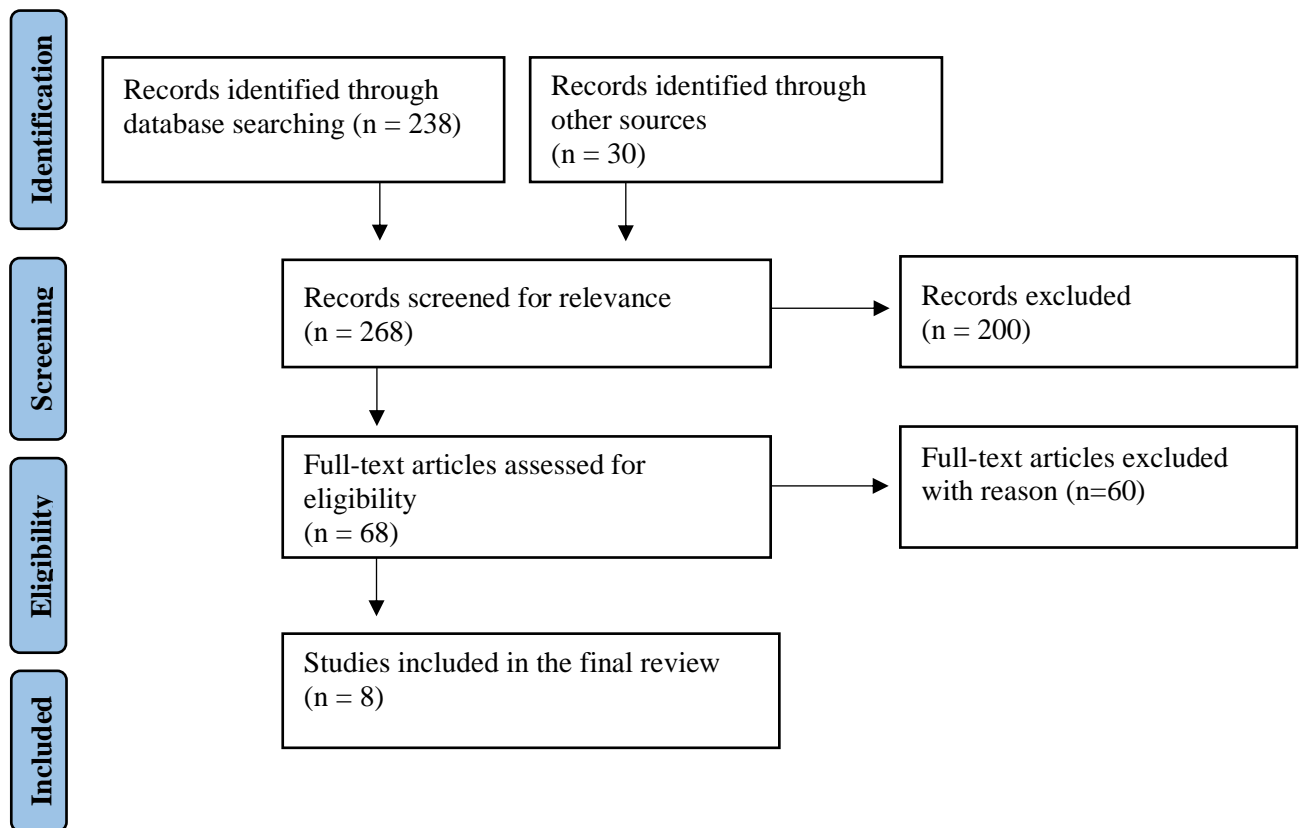 Identification
Records identified through
database searching (n = 238)
Records identified through
other sources
(n = 30)
Screening
Records screened for relevance
(n = 268)
Records excluded
(n = 200)
Eligibility
Full-text articles assessed for
eligibility
(n = 68)
Full-text articles excluded
with reason (n=60)
Included
Studies included in the final review
(n = 8)